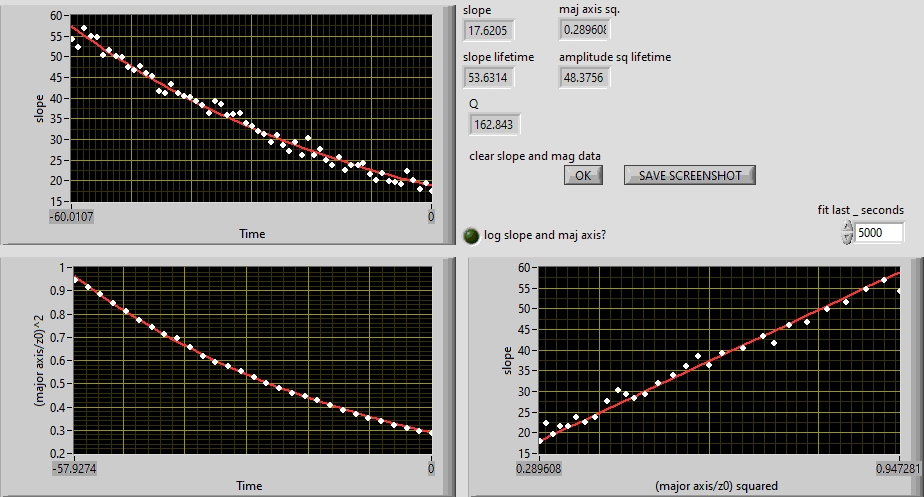 60
55
50
45
40
35
30
25
20
15
slope
-60.0107
0
Time
slope
17.6205
maj axis sq.
0.289608
slope lifetime
53.6314
amplitude sq lifetime
48.3756
Q
162.843
clear slope and mag data
OK
SAVE SCREENSHOT
fit last _ seconds
5000
log slope and maj axis?
1
0.9
0.8
0.7
0.6
0.5
0.4
0.3
0.2
(major axis/z0)^2
-57.9274
0
Time
60
55
50
45
40
35
30
25
20
15
slope
0.289608
0.947281
(major axis/z0) squared